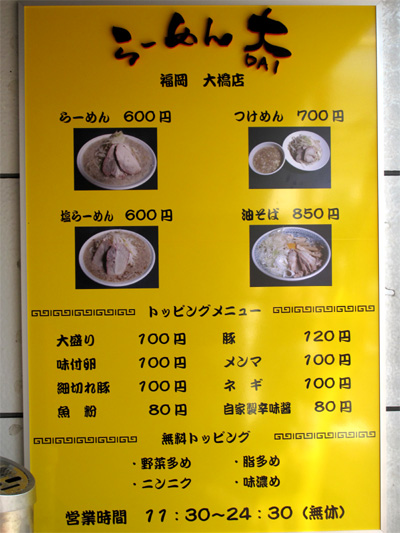 らーめん 大
DAI
福岡 大橋店
らーめん 600円 つけめん 700円
塩らーめん 600円 油そば 850円
トッピングメニュー
大盛り 100円 豚 120円
味付卵 100円 メンマ 100円
細切れ豚 100円 ネギ 100円
魚 粉 80円 自家製辛味醤 80円
無料トッピング
・野菜多め ・脂多め
・ニンニク ・味濃め
営業時間 11:30〜24:30(無休)